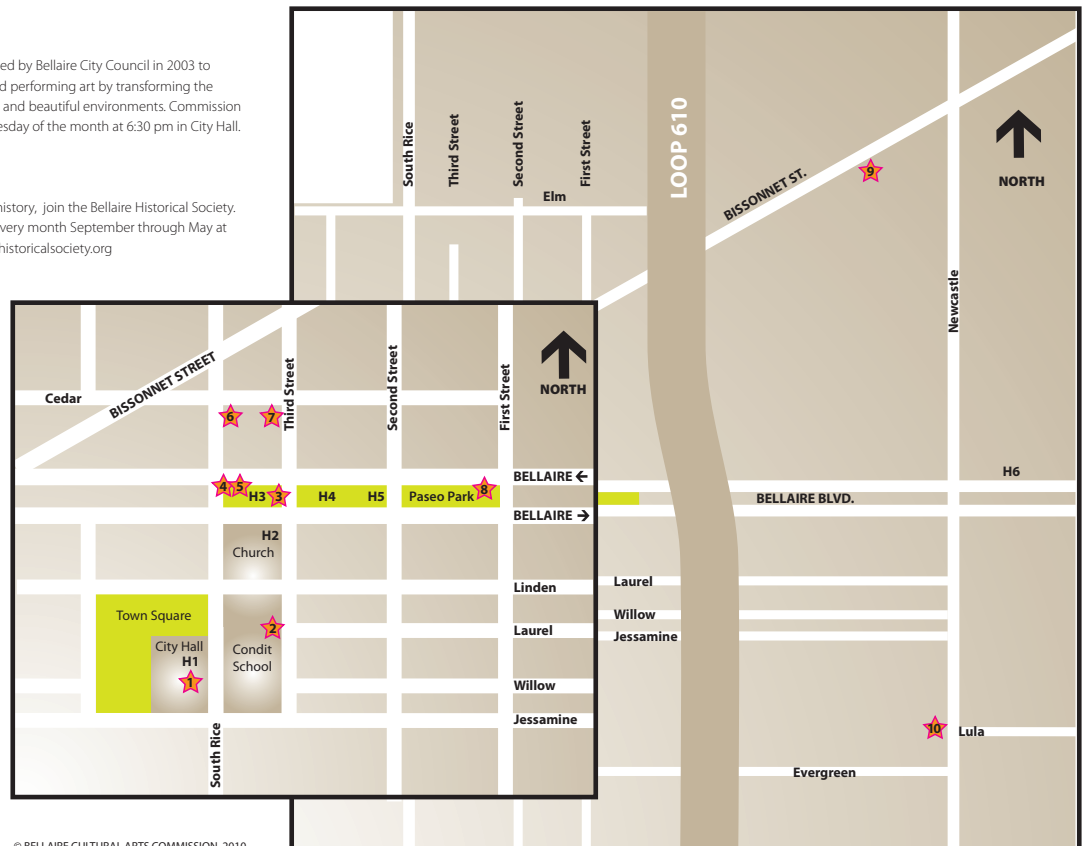 ed by Bellaire City Council in 2003 to
d performing art by transforming the
and beautiful environments. Commission
esday of the month at 6:30 pm in City Hall.
history, join the Bellaire Historical Society.
very month September through May at
historicalsociety.org
South Rice
Third Street
Second Street
First Street
Elm
LOOP 610
BISSONNET ST.
9
NORTH
Newcastle
H6
BELLAIRE BLVD.
Laurel
Willow
Jessamine
10
Lula
Evergreen
Cedar
BISSONNET STREET
6
7
Third Street
Second Street
First Street
NORTH
BELLAIRE ←
4
5
H3
3
H4
H5
Paseo Park
8
BELLAIRE →
H2
Church
Linden
Town Square
2
Laurel
City Hall
H1
1
Condit
School
Willow
Jessamine
South Rice
© BELLAIRE CULTURAL ARTS COMMISSION, 2010